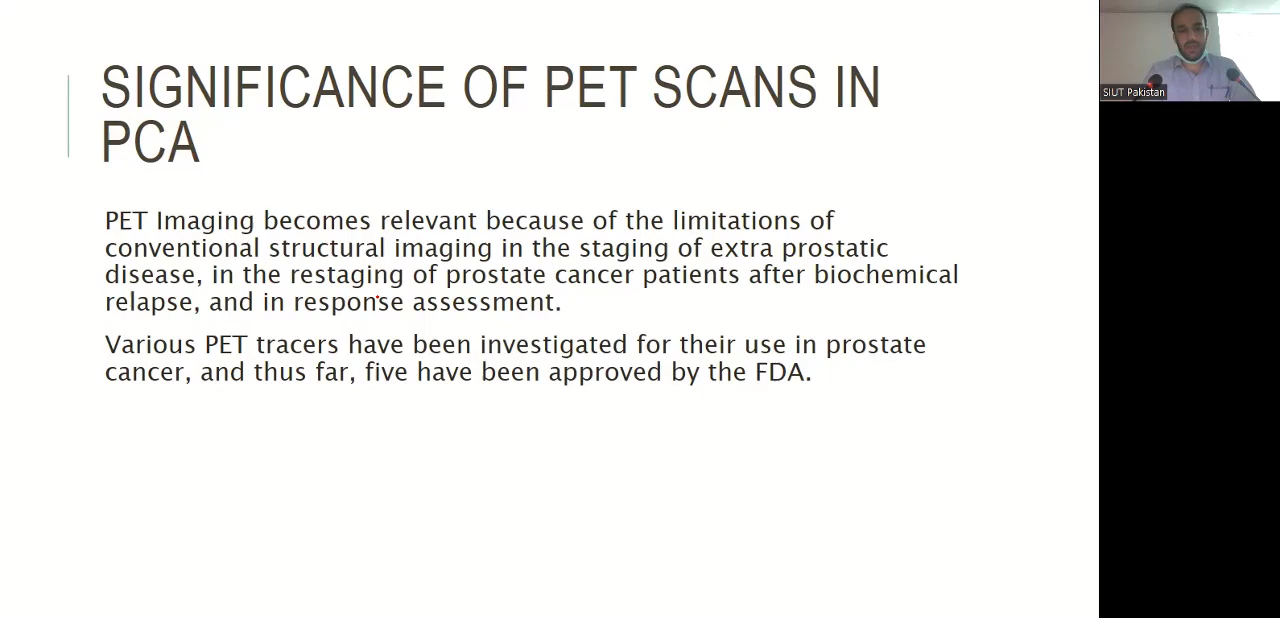 SIGNIFICANCE OF PET SCANS IN
PCA
PET Imaging becomes relevant because of the limitations of
conventional structural imaging in the staging of extra prostatic
disease, in the restaging of prostate cancer patients after biochemical
relapse, and in response assessment.
Various PET tracers have been investigated for their use in prostate
cancer, and thus far, five have been approved by the FDA.
SIUT Pakistan